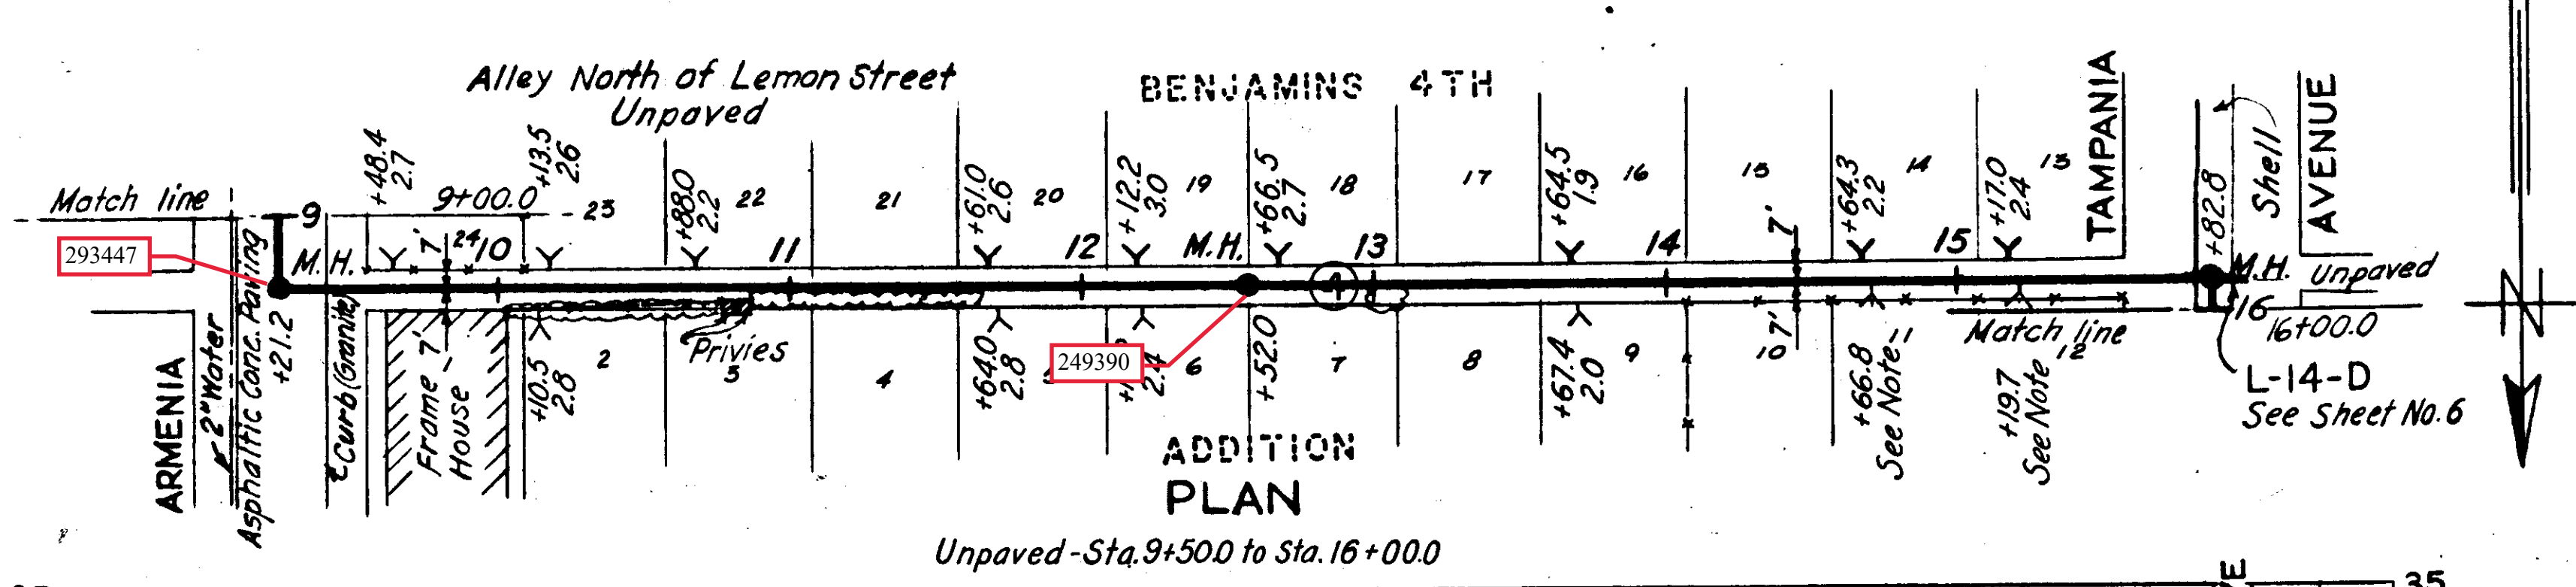 Alley North of Lemon Street
Unpaved
BENJAMINS 4TH
TAMPANIA
AVENUE
Shell
+82.8
Match line
9
9+00.0
+48.4
2.7
+13.5
2.6
+88.0
2.2
+61.0
2.6
+12.2
3.0
+66.5
2.7
+64.5
1.9
+64.3
2.2
+17.0
2.4
24
23
22
21
20
19
18
17
16
15
14
13
293447
M.H.
7'
10
11
12
M.H.
13
14
7'
15
M.H.
Unpaved
4
16
16+00.0
ARMENIA
2" Water
Asphaltic Conc. Paving
+21.2
Curb (Granite)
Frame
House
7'
+10.5
2.8
2
Privies
3
4
+64.0
2.8
249390
6
+52.0
7
8
+67.4
2.0
9
7'
10
+66.8
See Note
11
+19.7
See Note
12
Match line
L-14-D
See Sheet No. 6
N
ADDITION
PLAN
Unpaved - Sta. 9+50.0 to Sta. 16+00.0
35